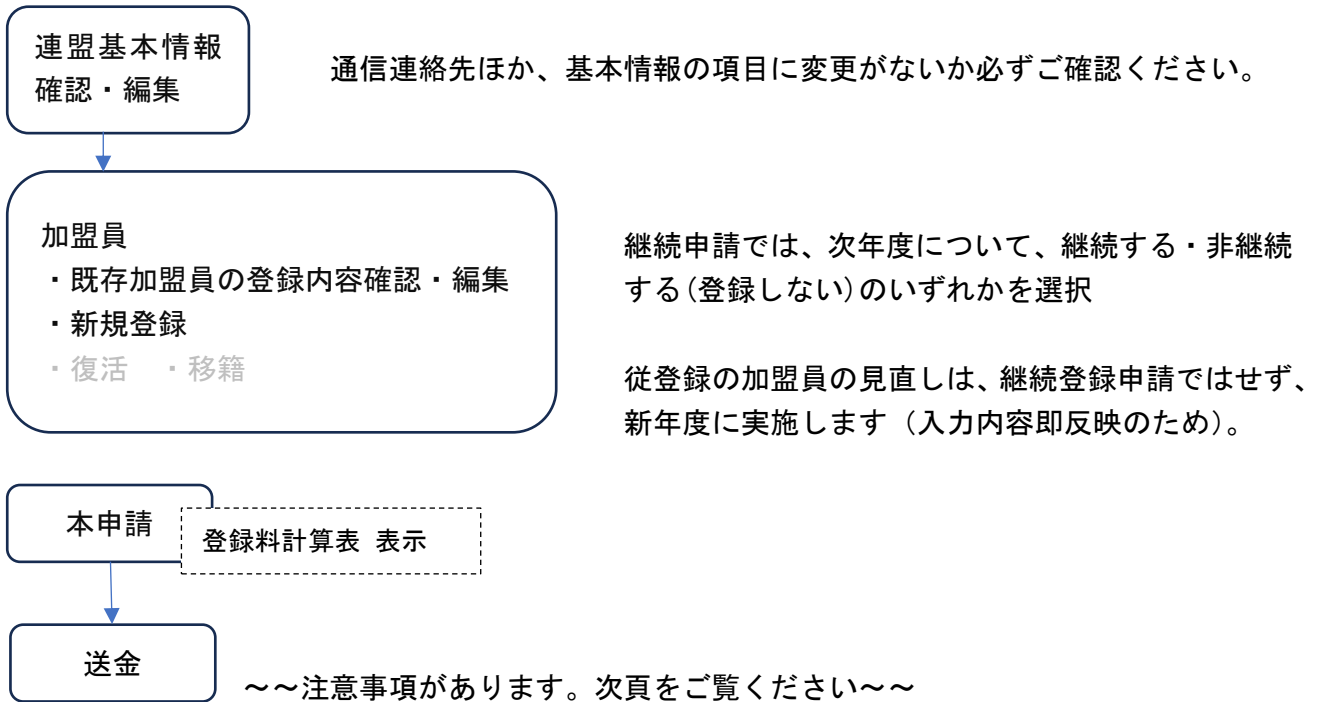 連盟基本情報
確認・編集
通信連絡先ほか、基本情報の項目に変更がないか必ずご確認ください。
加盟員
・既存加盟員の登録内容確認・編集
・新規登録
・復活　・移籍
継続申請では、次年度について、継続する・非継続
する(登録しない)のいずれかを選択
従登録の加盟員の見直しは、継続登録申請ではせず、
新年度に実施します（入力内容即反映のため）。
本申請
登録料計算表 表示
送金
～～注意事項があります。次頁をご覧ください～～